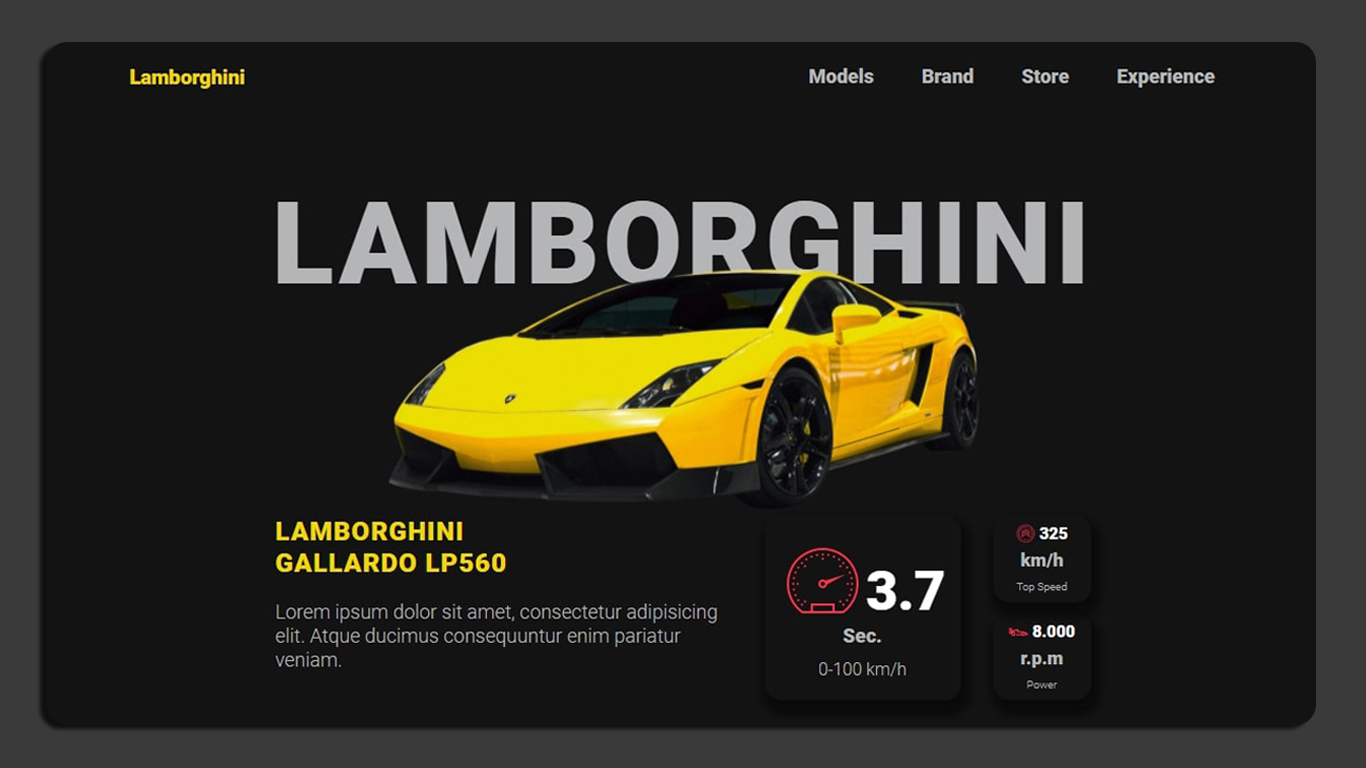 Lamborghini
Models
Brand
Store
Experience
LAMBORGHINI
LAMBORGHINI
GALLARDO LP560
Lorem ipsum dolor sit amet, consectetur adipisicing
elit. Atque ducimus consequuntur enim pariatur
veniam.
3.7
Sec.
0-100 km/h
325
km/h
Top Speed
8.000
r.p.m
Power